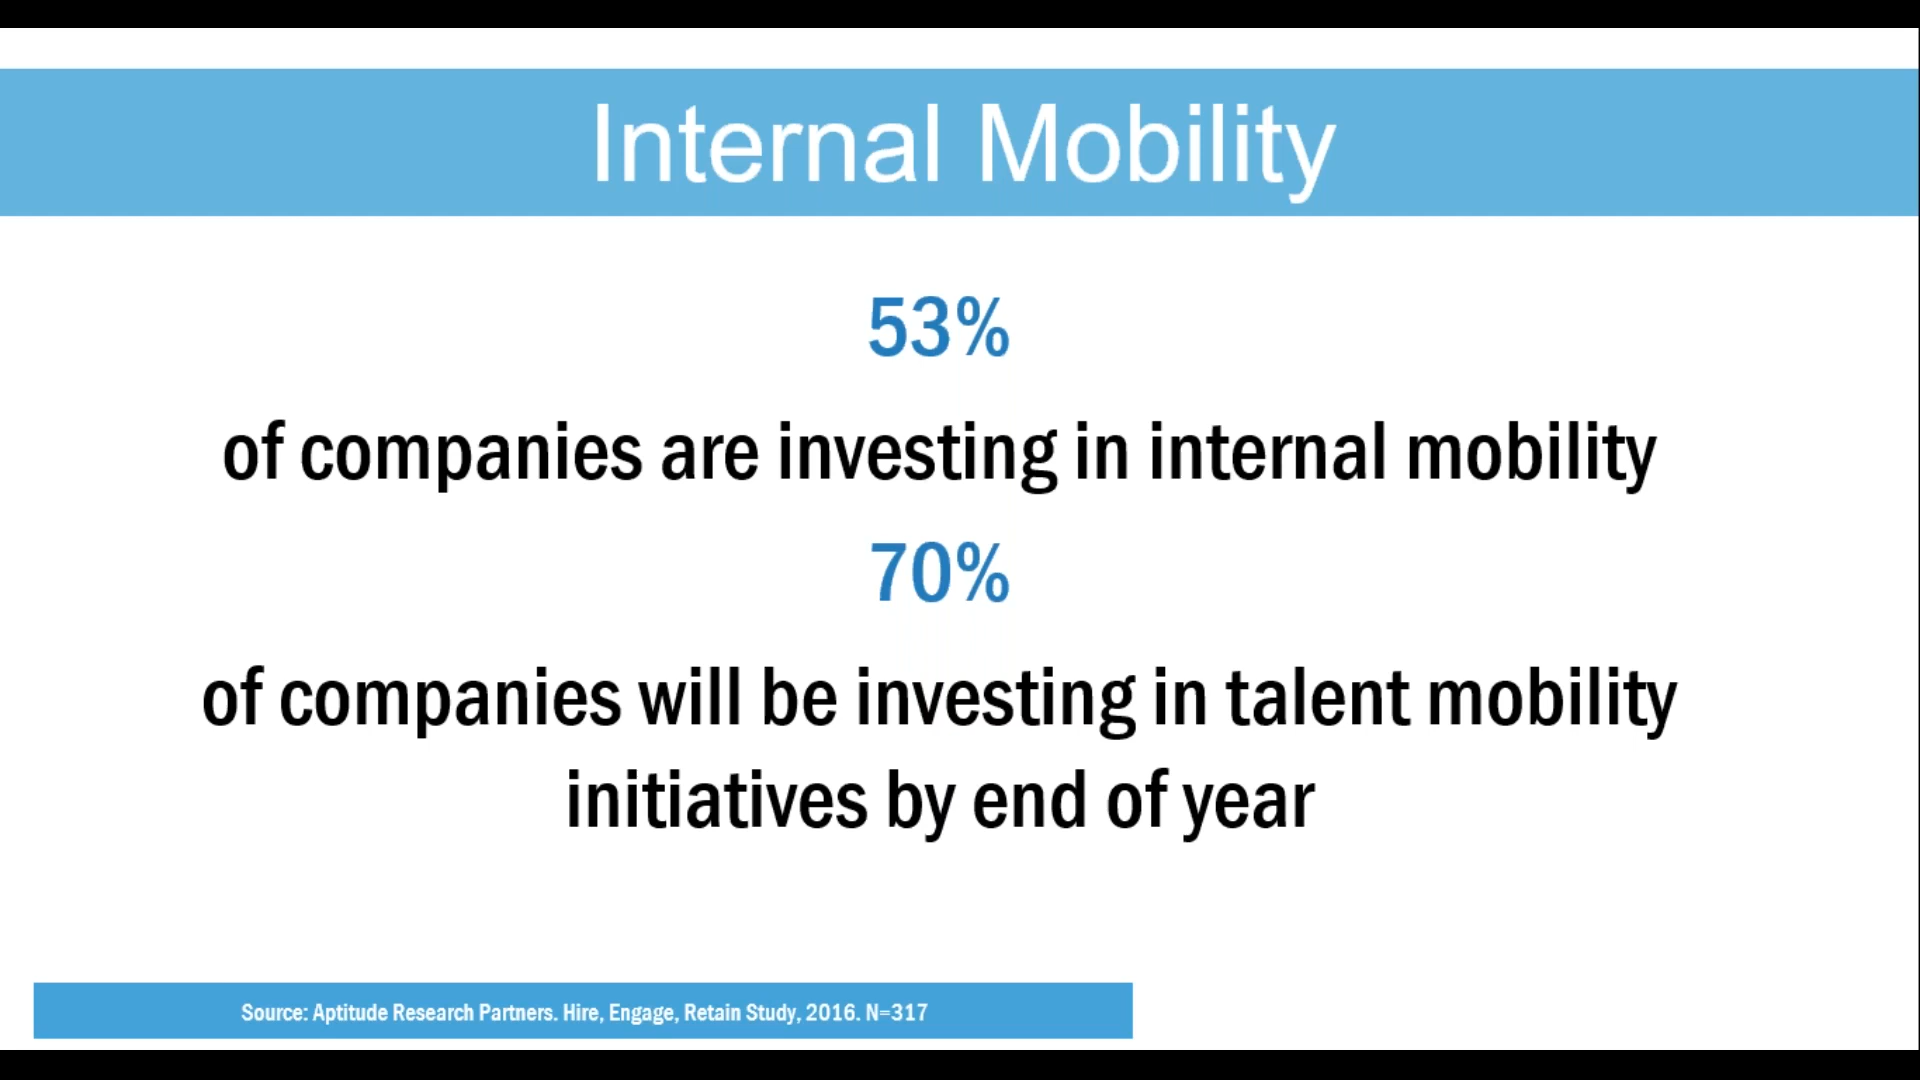 Internal Mobility
53%
of companies are investing in internal mobility
70%
of companies will be investing in talent mobility
initiatives by end of year
Source: Aptitude Research Partners. Hire, Engage, Retain Study, 2016. N=317